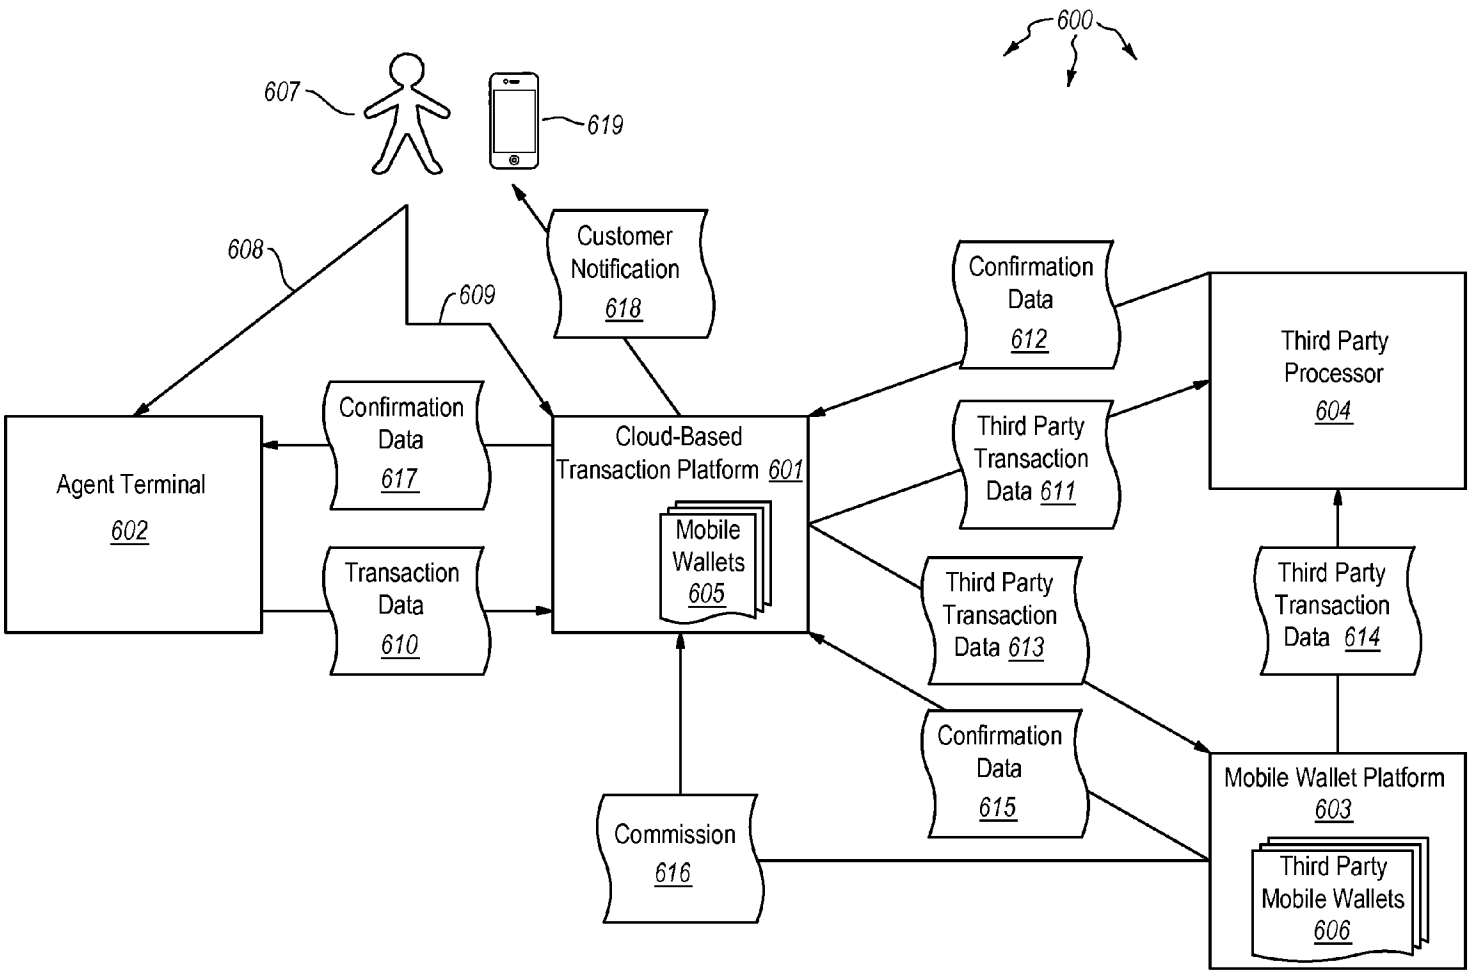 600
607
619
608
609
Customer
Notification
618
Confirmation
Data
612
Third Party
Processor
604
Confirmation
Data
617
Agent Terminal
602
Transaction
Data
610
Cloud-Based
Transaction Platform 601
Mobile
Wallets
605
Third Party
Transaction
Data 611
Third Party
Transaction
Data 613
Third Party
Transaction
Data 614
Confirmation
Data
615
Commission
616
Mobile Wallet Platform
603
Third Party
Mobile Wallets
606